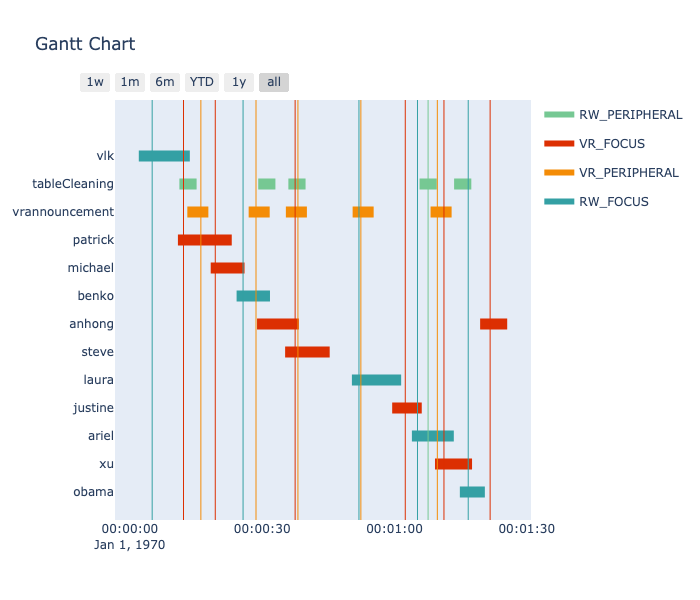 Gantt Chart
1w 1m 6m YTD 1y all
RW_PERIPHERAL
VR_FOCUS
VR_PERIPHERAL
RW_FOCUS
vlk
tableCleaning
vrannouncement
patrick
michael
benko
anhong
steve
laura
justine
ariel
xu
obama
00:00:00 00:00:30 00:01:00 00:01:30
Jan 1, 1970